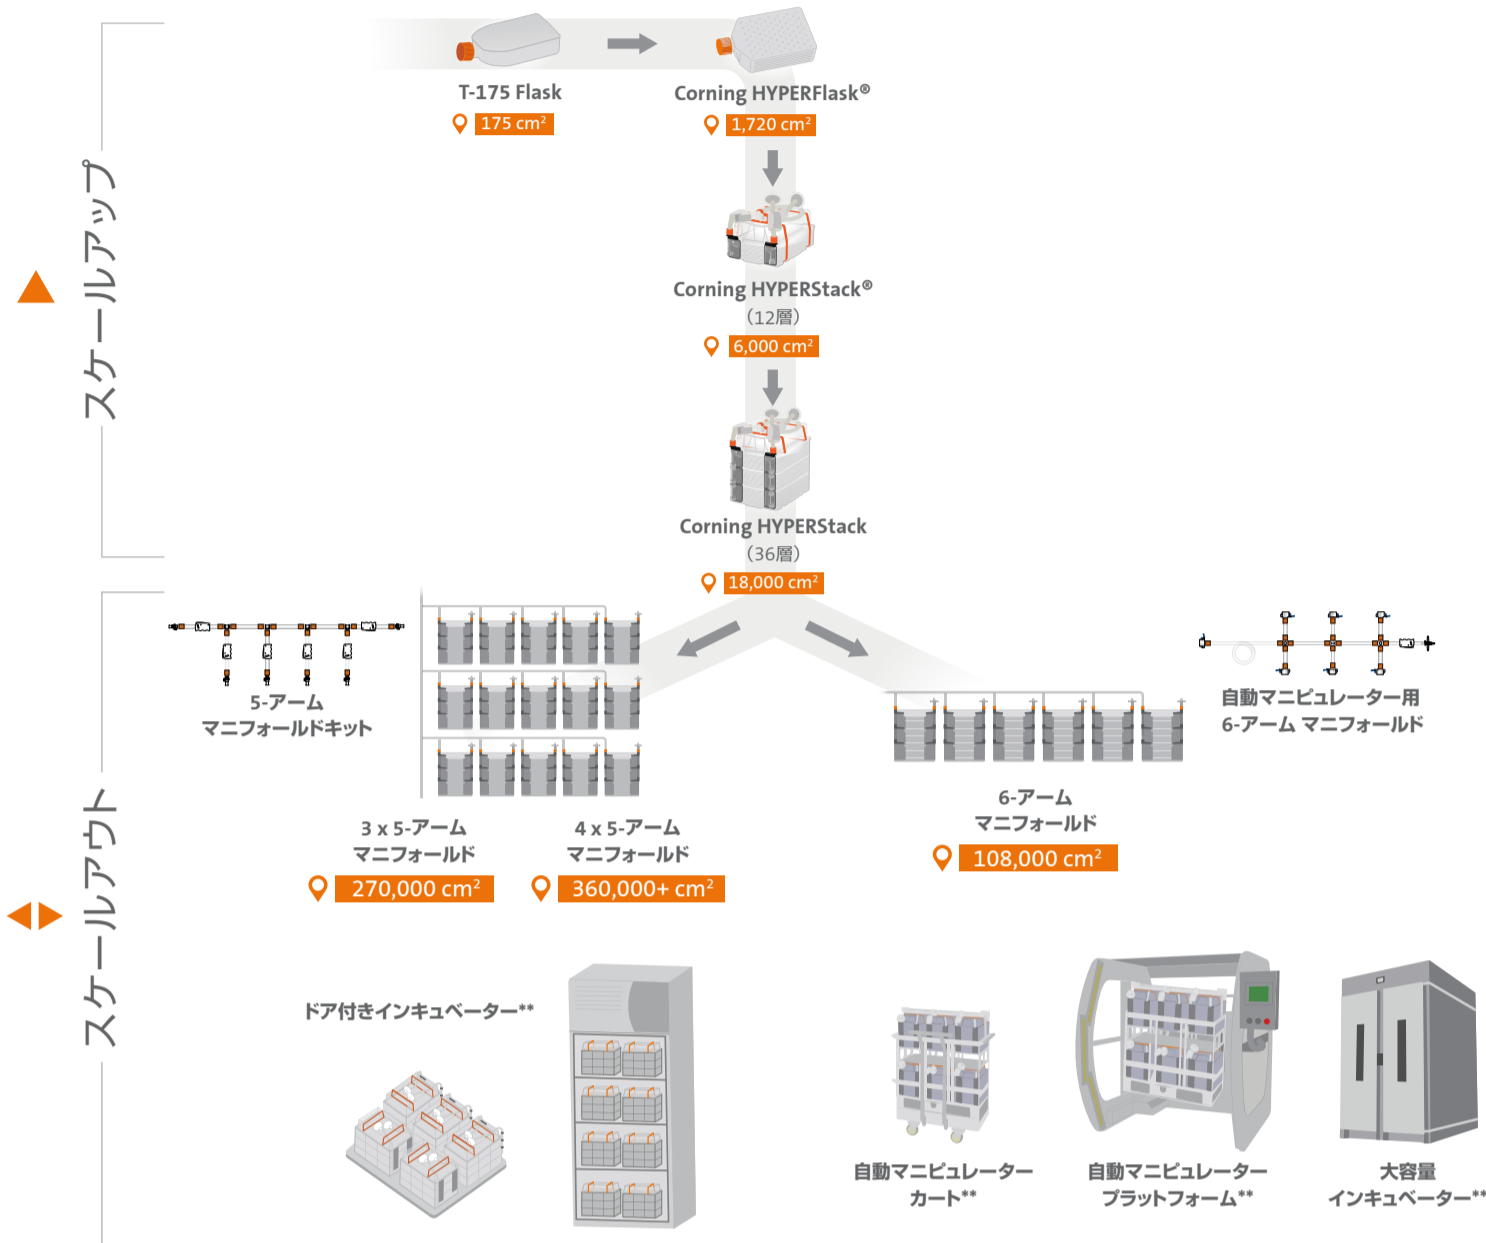 スケールアップ
T-175 Flask
175 cm²
Corning HYPERFlask®
1,720 cm²
Corning HYPERStack®
(12層)
6,000 cm²
Corning HYPERStack
(36層)
18,000 cm²
スケールアウト
5-アーム
マニフォールドキット
自動マニピュレーター用
6-アーム マニフォールド
3 x 5-アーム
マニフォールド
270,000 cm²
4 x 5-アーム
マニフォールド
360,000+ cm²
6-アーム
マニフォールド
108,000 cm²
ドア付きインキュベーター**
自動マニピュレーター
カート**
自動マニピュレーター
プラットフォーム**
大容量
インキュベーター**